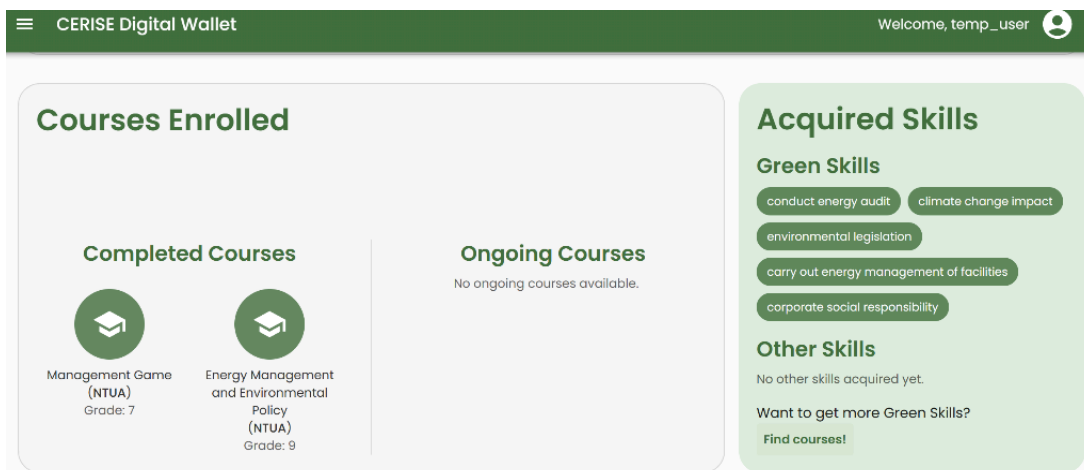 CERISE Digital Wallet
Welcome, temp_user
Courses Enrolled
Completed Courses
Management Game
(NTUA)
Grade: 7
Energy Management
and Environmental
Policy
(NTUA)
Grade: 9
Ongoing Courses
No ongoing courses available.
Acquired Skills
Green Skills
conduct energy audit
climate change impact
environmental legislation
carry out energy management of facilities
corporate social responsibility
Other Skills
No other skills acquired yet.
Want to get more Green Skills?
Find courses!